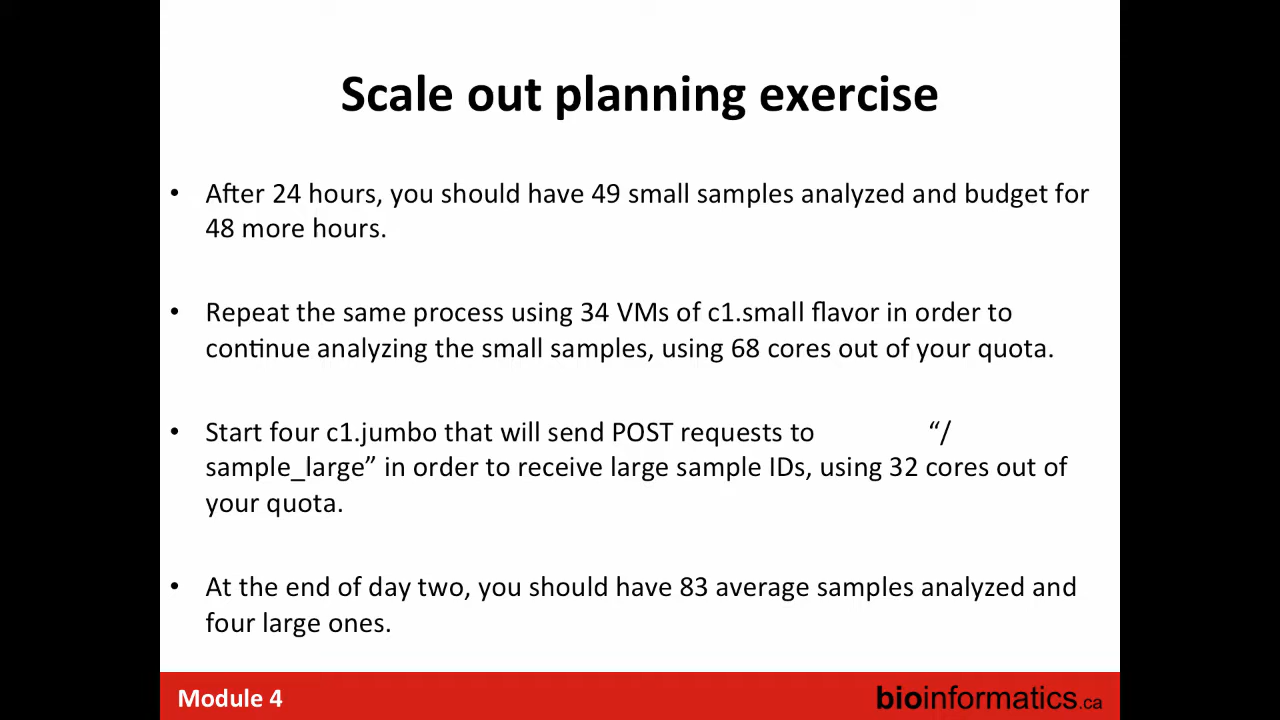 Scale out planning exercise
• After 24 hours, you should have 49 small samples analyzed and budget for
48 more hours.
• Repeat the same process using 34 VMs of c1.small flavor in order to
continue analyzing the small samples, using 68 cores out of your quota.
• Start four c1.jumbo that will send POST requests to “/
sample_large” in order to receive large sample IDs, using 32 cores out of
your quota.
• At the end of day two, you should have 83 average samples analyzed and
four large ones.
Module 4
bioinformatics.ca